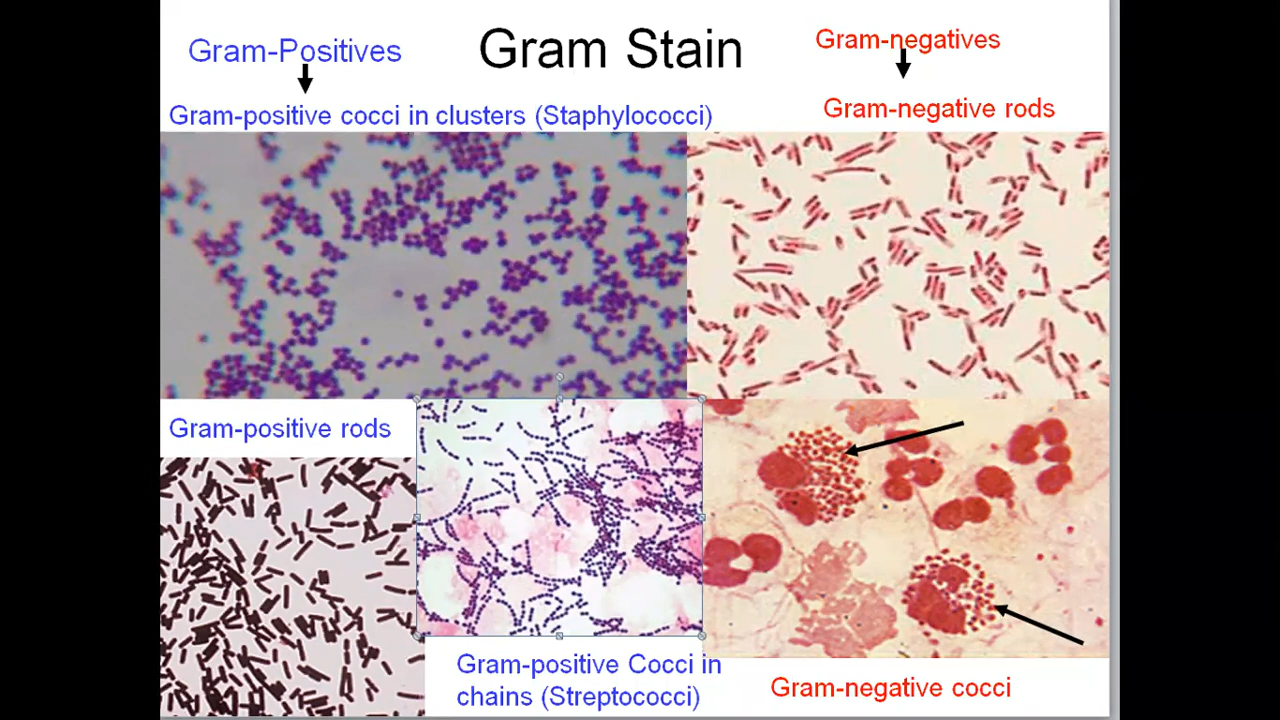 Gram Stain
Gram-Positives
Gram-positive cocci in clusters (Staphylococci)
Gram-negatives
Gram-negative rods
Gram-positive rods
Gram-positive Cocci in
chains (Streptococci)
Gram-negative cocci